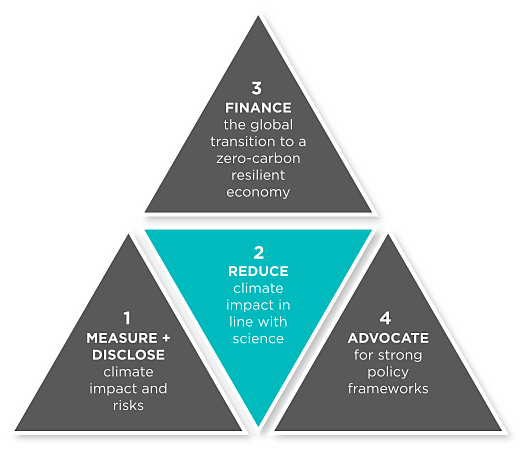 3
FINANCE
the global
transition to a
zero-carbon
resilient
economy
2
REDUCE
climate
impact in
line with
science
1
MEASURE +
DISCLOSE
climate
impact and
risks
4
ADVOCATE
for strong
policy
frameworks